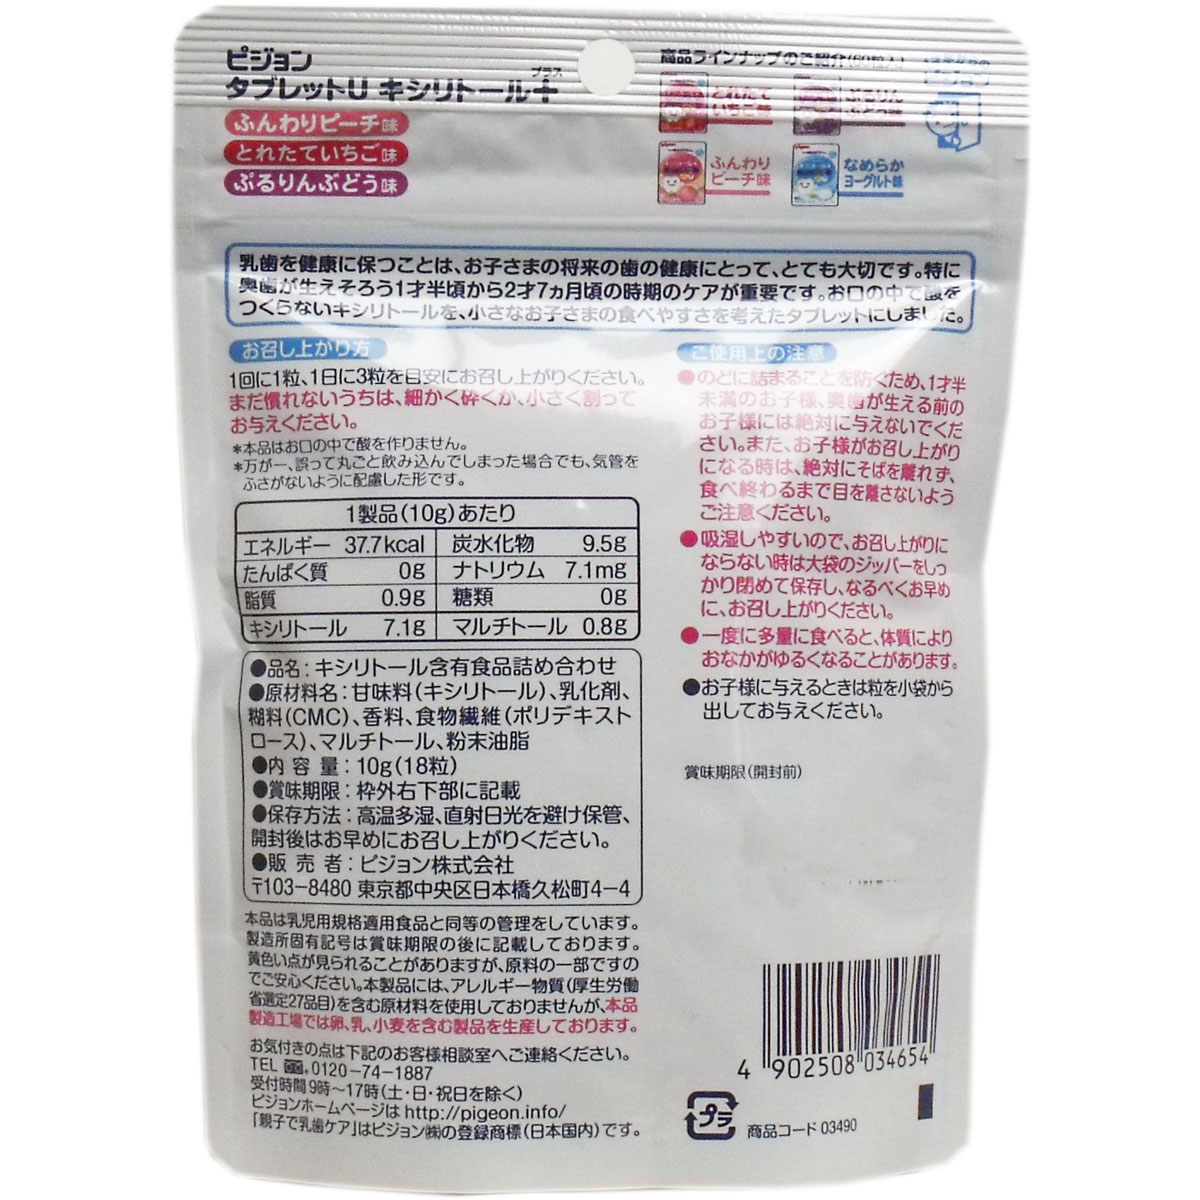 ピジョン
タブレットU キシリトール+
プラス
ふんわりピーチ味
とれたていちご味
ぷるりんぶどう味
商品ラインナップのご紹介(60粒入)
とれたて
いちご味
ぷるりん
ぶどう味
ふんわり
ピーチ味
なめらか
ヨーグルト味
乳歯を健康に保つことは、お子さまの将来の歯の健康にとって、とても大切です。特に
奥歯が生えそろう1才半頃から2才7ヵ月頃の時期のケアが重要です。お口の中で酸を
つくらないキシリトールを、小さなお子さまの食べやすさを考えたタブレットにしました。
お召し上がり方
1回に1粒、1日に3粒を目安にお召し上がりください。
まだ慣れないうちは、細かく砕くか、小さく割って
お与えください。
*本品はお口の中で酸を作りません。
*万が一、誤って丸ごと飲み込んでしまった場合でも、気管を
ふさがないように配慮した形です。
1製品(10g)あたり
エネルギー 37.7kcal 炭水化物 9.5g
たんぱく質 0g ナトリウム 7.1mg
脂質 0.9g 糖類 0g
キシリトール 7.1g マルチトール 0.8g
●品名:キシリトール含有食品詰め合わせ
●原材料名:甘味料(キシリトール)、乳化剤、
糊料(CMC)、香料、食物繊維(ポリデキスト
ロース)、マルチトール、粉末油脂
●内容量:10g(18粒)
●賞味期限:枠外右下部に記載
●保存方法:高温多湿、直射日光を避け保管、
開封後はお早めにお召し上がりください。
●販売者:ピジョン株式会社
〒103-8480 東京都中央区日本橋久松町4-4
本品は乳児用規格適用食品と同等の管理をしています。
製造所固有記号は賞味期限の後に記載しております。
黄色い点が見られることがありますが、原料の一部ですの
でご安心ください。本製品には、アレルギー物質(厚生労働
省選定27品目)を含む原材料を使用しておりませんが、本品
製造工場では卵、乳、小麦を含む製品を生産しております。
お気付きの点は下記のお客様相談室へご連絡ください。
TEL 0120-74-1887
受付時間9時〜17時(土・日・祝日を除く)
ピジョンホームページは http://pigeon.info/
「親子で乳歯ケア」はピジョン㈱の登録商標(日本国内)です。
ご使用上の注意
●のどに詰まることを防ぐため、1才半
未満のお子様、奥歯が生える前の
お子様には絶対に与えないでくだ
さい。また、お子様がお召し上がり
になる時は、絶対にそばを離れず、
食べ終わるまで目を離さないよう
ご注意ください。
●吸湿しやすいので、お召し上がりに
ならない時は大袋のジッパーをしっ
かり閉めて保存し、なるべくお早め
に、お召し上がりください。
●一度に多量に食べると、体質により
おなかがゆるくなることがあります。
●お子様に与えるときは粒を小袋から
出してお与えください。
賞味期限(開封前)
4 902508 034654
プラ
商品コード 03490